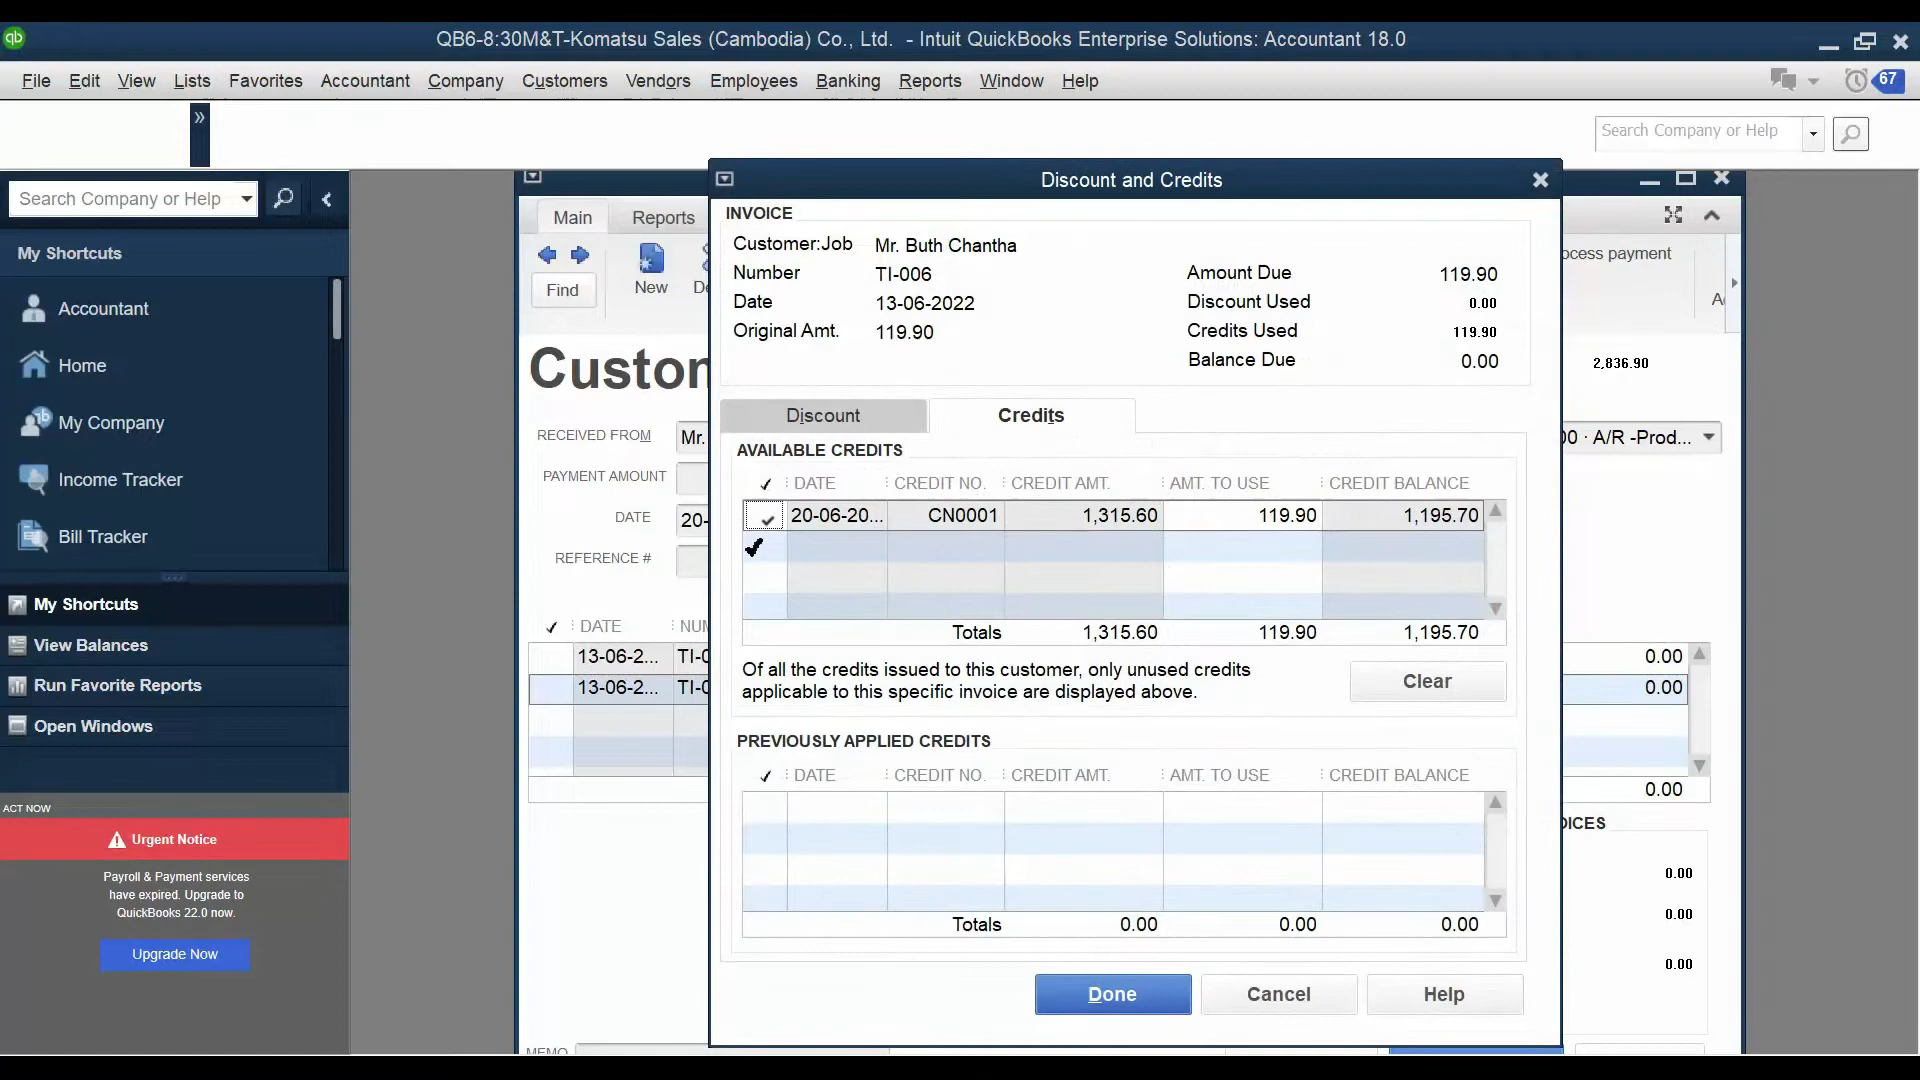 QB6-8:30M&T-Komatsu Sales (Cambodia) Co., Ltd. - Intuit QuickBooks Enterprise Solutions: Accountant 18.0
File Edit View Lists Favorites Accountant Company Customers Vendors Employees Banking Reports Window Help
67
Search Company or Help
Search Company or Help
My Shortcuts
Accountant
Home
My Company
Income Tracker
Bill Tracker
My Shortcuts
View Balances
Run Favorite Reports
Open Windows
ACT NOW
Urgent Notice
Payroll & Payment services
have expired. Upgrade to
QuickBooks 22.0 now.
Upgrade Now
Main Reports
Find
New
Custom
RECEIVED FROM Mr.
PAYMENT AMOUNT
DATE 20-
REFERENCE #
DATE NUM
13-06-2... TI-0
13-06-2... TI-0
MEMO
Discount and Credits
INVOICE
Customer:Job Mr. Buth Chantha
Number TI-006
Date 13-06-2022
Original Amt. 119.90
Amount Due 119.90
Discount Used 0.00
Credits Used 119.90
Balance Due 0.00
Discount Credits
AVAILABLE CREDITS
DATE CREDIT NO. CREDIT AMT. AMT. TO USE CREDIT BALANCE
20-06-20... CN0001 1,315.60 119.90 1,195.70
Totals 1,315.60 119.90 1,195.70
Of all the credits issued to this customer, only unused credits
applicable to this specific invoice are displayed above.
Clear
PREVIOUSLY APPLIED CREDITS
DATE CREDIT NO. CREDIT AMT. AMT. TO USE CREDIT BALANCE
Totals 0.00 0.00 0.00
Done Cancel Help
ocess payment
A
2,836.90
00 · A/R -Prod...
0.00
0.00
0.00
OICES
0.00
0.00
0.00